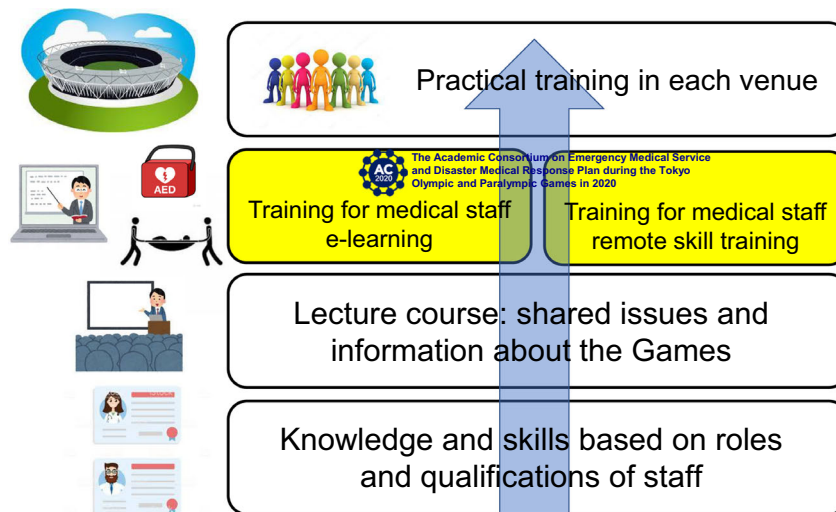 Practical training in each venue
AED
AC
2020
The Academic Consortium on Emergency Medical Service
and Disaster Medical Response Plan during the Tokyo
Olympic and Paralympic Games in 2020
Training for medical staff
e-learning
Training for medical staff
remote skill training
Lecture course: shared issues and
information about the Games
Knowledge and skills based on roles
and qualifications of staff